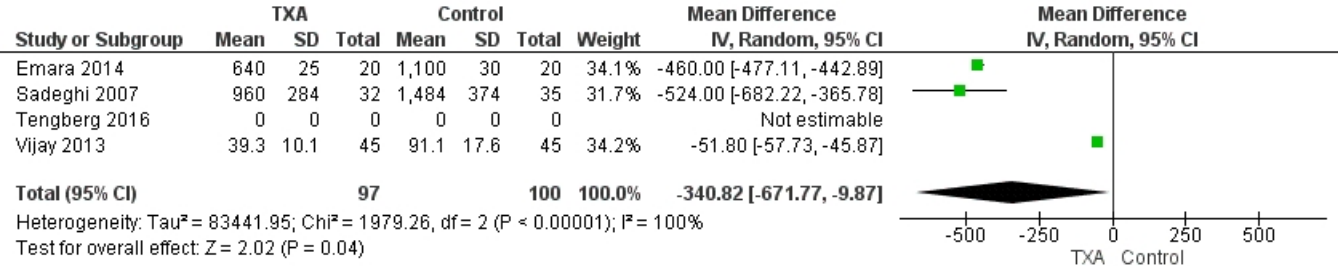 TXA Control Mean Difference Mean Difference
Study or Subgroup Mean SD Total Mean SD Total Weight IV, Random, 95% CI IV, Random, 95% CI
Emara 2014 640 25 20 1,100 30 20 34.1% -460.00 [-477.11, -442.89]
Sadeghi 2007 960 284 32 1,484 374 35 31.7% -524.00 [-682.22, -365.78]
Tengberg 2016 0 0 0 0 0 0 Not estimable
Vijay 2013 39.3 10.1 45 91.1 17.6 45 34.2% -51.80 [-57.73, -45.87]
Total (95% CI) 97 100 100.0% -340.82 [-671.77, -9.87]
Heterogeneity: Tau² = 83441.95; Chi² = 1979.26, df = 2 (P < 0.00001); I² = 100%
Test for overall effect: Z = 2.02 (P = 0.04)
-500 -250 0 250 500
TXA Control